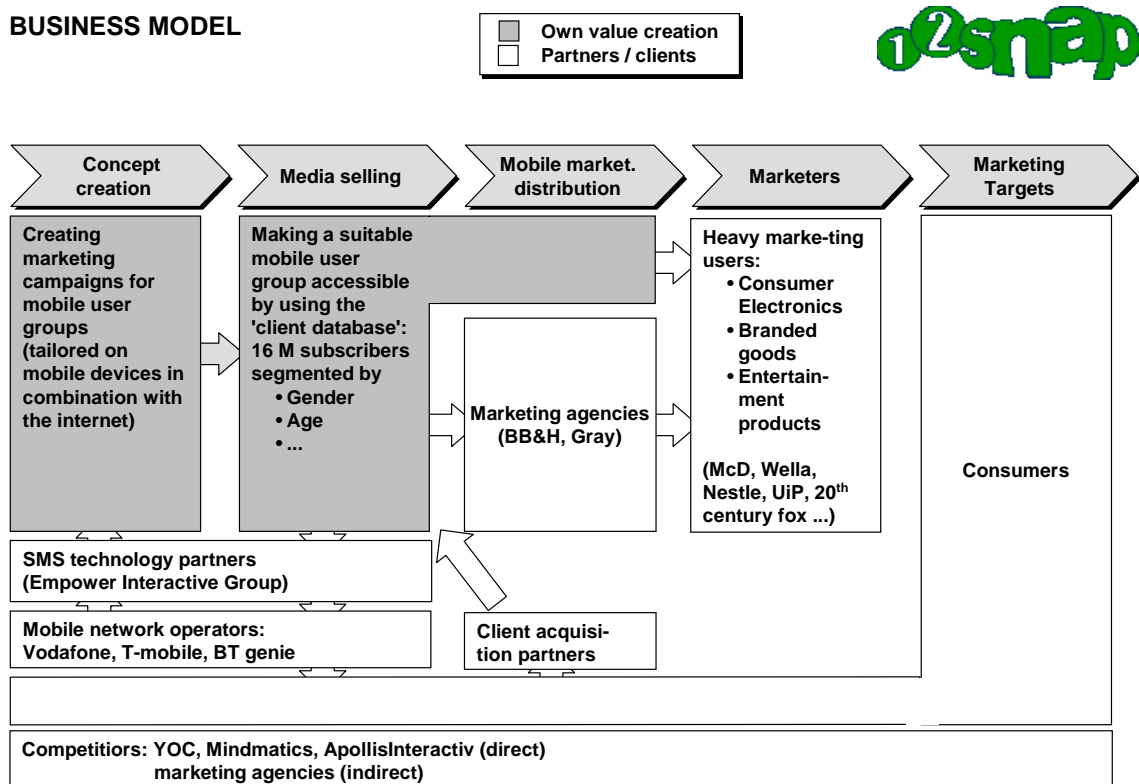 BUSINESS MODEL
Own value creation
Partners / clients
12snap
Concept
creation
Media selling
Mobile market.
distribution
Marketers
Marketing
Targets
Creating
marketing
campaigns for
mobile user
groups
(tailored on
mobile devices in
combination with
the internet)
Making a suitable
mobile user
group accessible
by using the
'client database':
16 M subscribers
segmented by
• Gender
• Age
• ...
Marketing agencies
(BB&H, Gray)
Heavy marke-ting
users:
• Consumer
Electronics
• Branded
goods
• Entertain-
ment
products
(McD, Wella,
Nestle, UiP, 20th
century fox ...)
Consumers
SMS technology partners
(Empower Interactive Group)
Mobile network operators:
Vodafone, T-mobile, BT genie
Client acquisi-
tion partners
Competitiors: YOC, Mindmatics, ApollisInteractiv (direct)
marketing agencies (indirect)